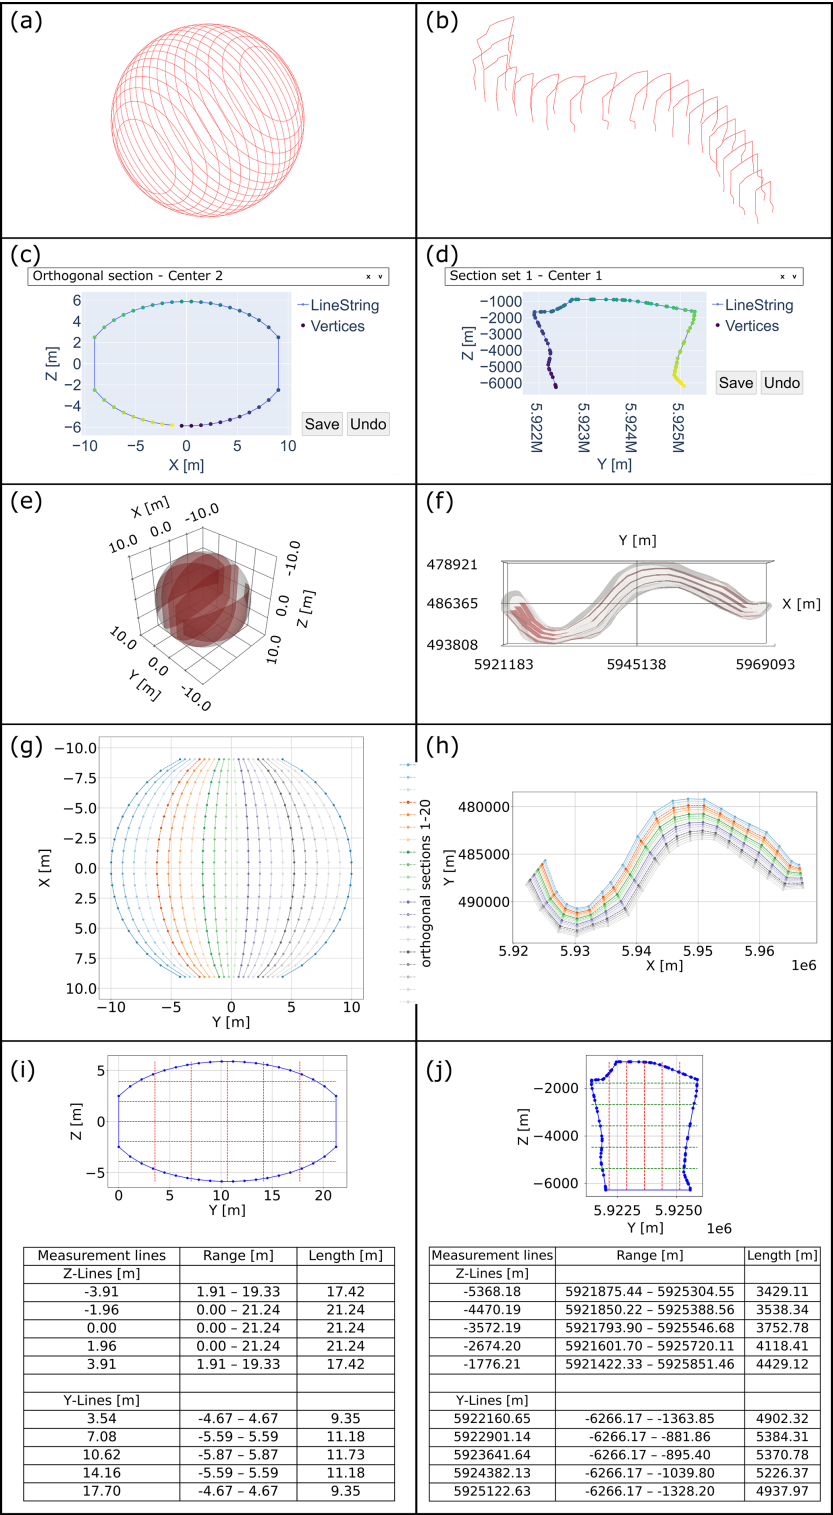 (a)
(b)
(c)
Orthogonal section - Center 2
x v
6
4
2
0
−2
−4
−6
Z [m]
−10 −5 0 5 10
X [m]
LineString
Vertices
Save Undo
(d)
Section set 1 - Center 1
x v
−1000
−2000
−3000
−4000
−5000
−6000
Z [m]
5.922M 5.923M 5.924M 5.925M
Y [m]
LineString
Vertices
Save Undo
(e)
X [m]
10.0 0.0 -10.0
-10.0
0.0
10.0
Z [m]
10.0
0.0
-10.0
Y [m]
(f)
Y [m]
478921
486365
493808
X [m]
5921183 5945138 5969093
(g)
−10.0
−7.5
−5.0
−2.5
0.0
2.5
5.0
7.5
10.0
X [m]
−10 −5 0 5 10
Y [m]
orthogonal sections 1-20
(h)
480000
485000
490000
Y [m]
5.92 5.93 5.94 5.95 5.96
X [m]
1e6
(i)
5
0
−5
Z [m]
0 5 10 15 20
Y [m]
(j)
−2000
−4000
−6000
Z [m]
5.9225 5.9250
Y [m]
1e6
Measurement lines Range [m] Length [m]
Z-Lines [m]
-3.91 1.91 – 19.33 17.42
-1.96 0.00 – 21.24 21.24
0.00 0.00 – 21.24 21.24
1.96 0.00 – 21.24 21.24
3.91 1.91 – 19.33 17.42
Y-Lines [m]
3.54 -4.67 – 4.67 9.35
7.08 -5.59 – 5.59 11.18
10.62 -5.87 – 5.87 11.73
14.16 -5.59 – 5.59 11.18
17.70 -4.67 – 4.67 9.35
Measurement lines Range [m] Length [m]
Z-Lines [m]
-5368.18 5921875.44 – 5925304.55 3429.11
-4470.19 5921850.22 – 5925388.56 3538.34
-3572.19 5921793.90 – 5925546.68 3752.78
-2674.20 5921601.70 – 5925720.11 4118.41
-1776.21 5921422.33 – 5925851.46 4429.12
Y-Lines [m]
5922160.65 -6266.17 – -1363.85 4902.32
5922901.14 -6266.17 – -881.86 5384.31
5923641.64 -6266.17 – -895.40 5370.78
5924382.13 -6266.17 – -1039.80 5226.37
5925122.63 -6266.17 – -1328.20 4937.97